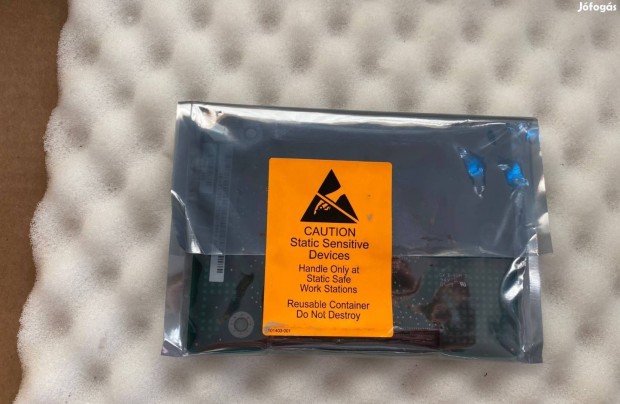 Jófogás
CAUTION
Static Sensitive
Devices
Handle Only at
Static Safe
Work Stations
Reusable Container
Do Not Destroy